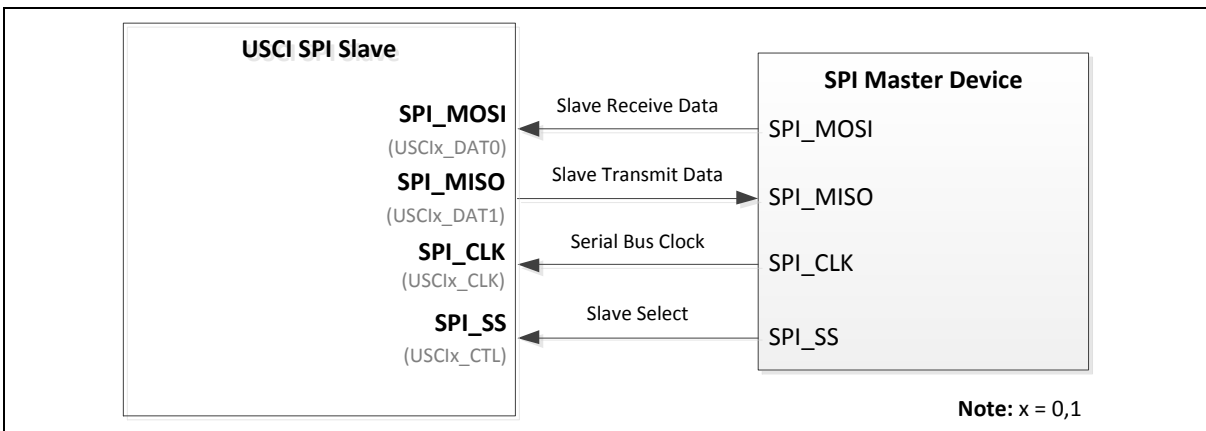 USCI SPI Slave
SPI_MOSI
(USCIx_DAT0)
SPI_MISO
(USCIx_DAT1)
SPI_CLK
(USCIx_CLK)
SPI_SS
(USCIx_CTL)
Slave Receive Data
Slave Transmit Data
Serial Bus Clock
Slave Select
SPI Master Device
SPI_MOSI
SPI_MISO
SPI_CLK
SPI_SS
Note: x = 0,1